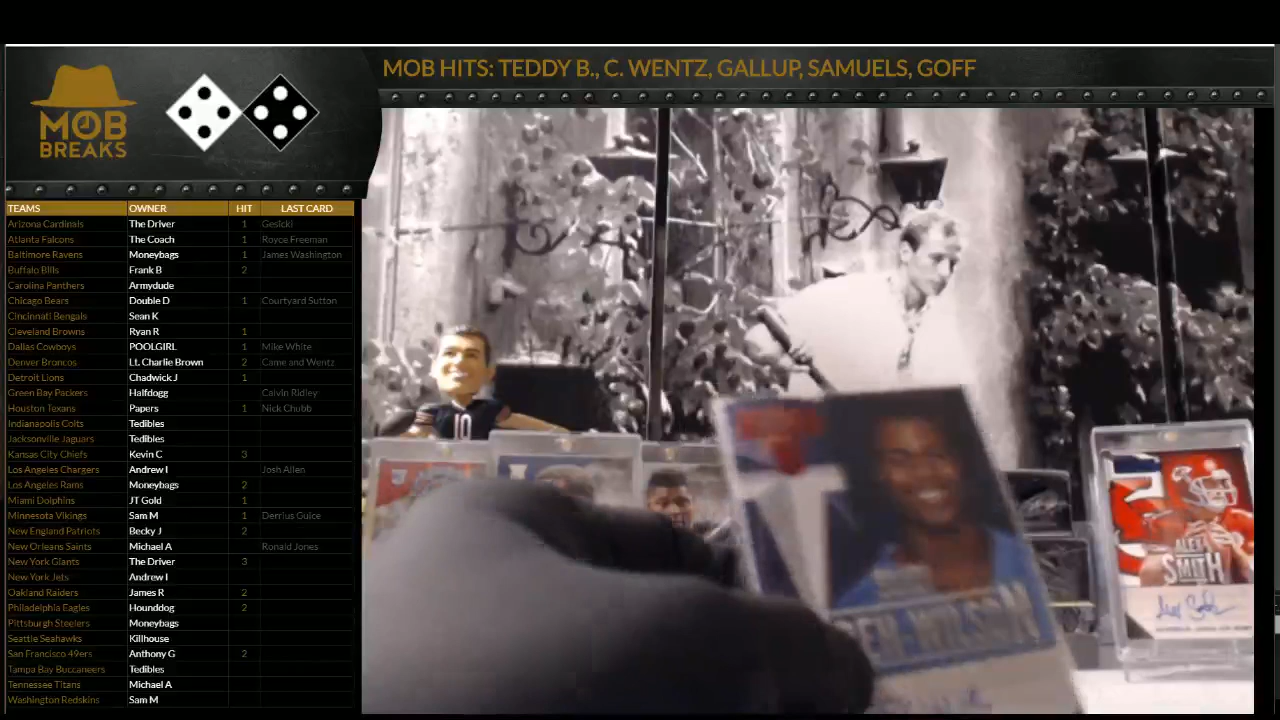 MOB HITS: TEDDY B., C. WENTZ, GALLUP, SAMUELS, GOFF
MOB
BREAKS
TEAMS OWNER HIT LAST CARD
Arizona Cardinals The Driver 1 Gesicki
Atlanta Falcons The Coach 1 Royce Freeman
Baltimore Ravens Moneybags 1 James Washington
Buffalo Bills Frank B 2
Carolina Panthers Armydude
Chicago Bears Double D 1 Courtyard Sutton
Cincinnati Bengals Sean K
Cleveland Browns Ryan R 1
Dallas Cowboys POOLGIRL 1 Mike White
Denver Broncos Lt. Charlie Brown 2 Came and Wentz
Detroit Lions Chadwick J 1
Green Bay Packers Halfdogg Calvin Ridley
Houston Texans Papers 1 Nick Chubb
Indianapolis Colts Tedibles
Jacksonville Jaguars Tedibles
Kansas City Chiefs Kevin C 3
Los Angeles Chargers Andrew I Josh Allen
Los Angeles Rams Moneybags 2
Miami Dolphins JT Gold 1
Minnesota Vikings Sam M 1 Derrius Guice
New England Patriots Becky J 2
New Orleans Saints Michael A Ronald Jones
New York Giants The Driver 3
New York Jets Andrew I
Oakland Raiders James R 2
Philadelphia Eagles Hounddog 2
Pittsburgh Steelers Moneybags
Seattle Seahawks Killhouse
San Francisco 49ers Anthony G 2
Tampa Bay Buccaneers Tedibles
Tennessee Titans Michael A
Washington Redskins Sam M
10
ALEX
SMITH